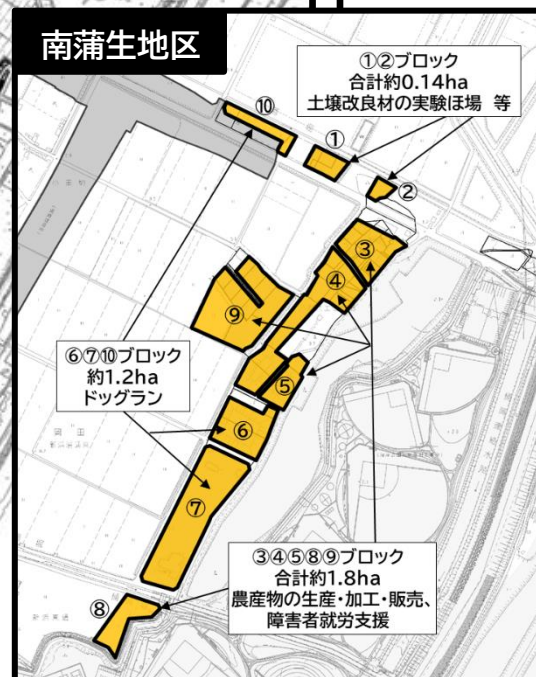 南蒲生地区
①②ブロック
合計約0.14ha
土壌改良材の実験ほ場 等
⑩
①
②
③
④
⑨
⑥⑦⑩ブロック
約1.2ha
ドッグラン
⑤
⑥
⑦
③④⑤⑧⑨ブロック
合計約1.8ha
農産物の生産・加工・販売、
障害者就労支援
⑧